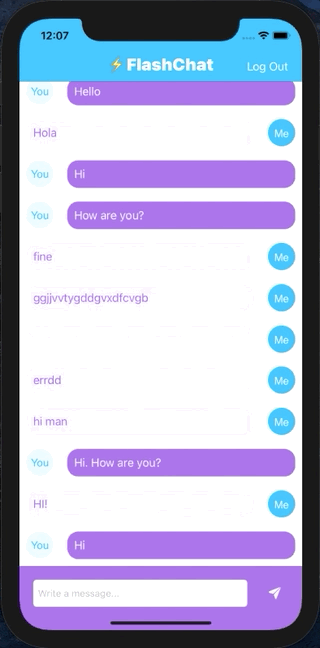 12:07
⚡FlashChat
Log Out
You Hello
Hola Me
You Hi
You How are you?
fine Me
ggjjvvtygddgvxdfcvgb Me
Me
errdd Me
hi man Me
You Hi. How are you?
HI! Me
You Hi
Write a message...